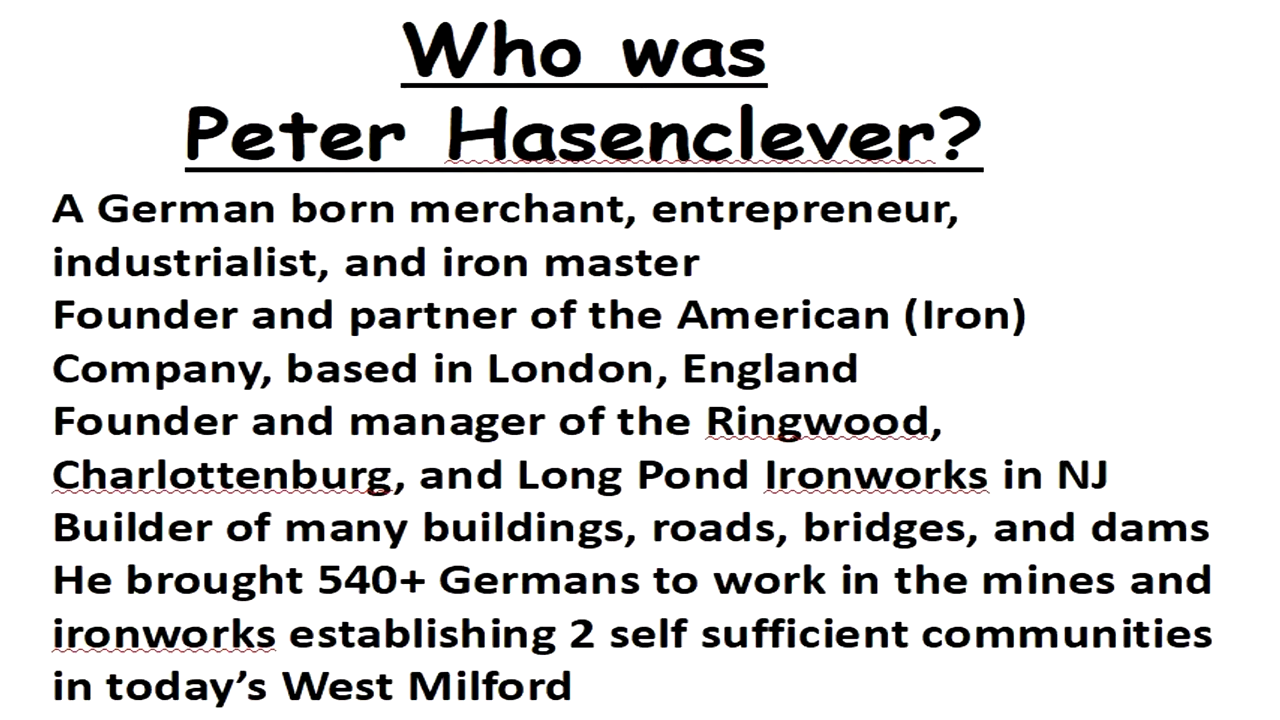 Who was
Peter Hasenclever?
A German born merchant, entrepreneur,
industrialist, and iron master
Founder and partner of the American (Iron)
Company, based in London, England
Founder and manager of the Ringwood,
Charlottenburg, and Long Pond Ironworks in NJ
Builder of many buildings, roads, bridges, and dams
He brought 540+ Germans to work in the mines and
ironworks establishing 2 self sufficient communities
in today’s West Milford